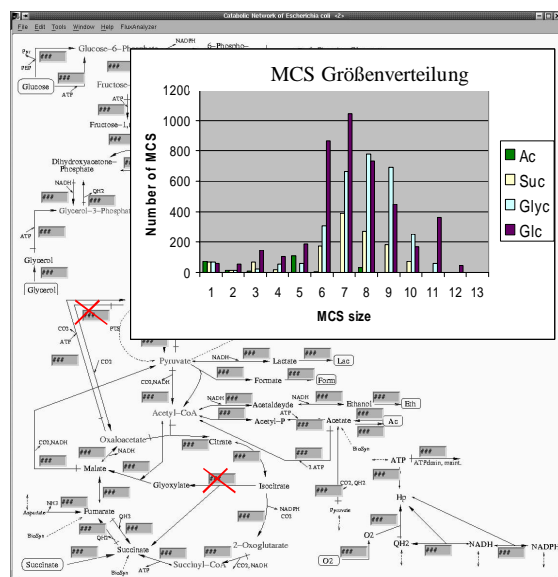 Catabolic Network of Escherichia coli <2>
File Edit Tools Window Help FluxAnalyzer
Glucose-6-Phosphate
NADPH
6-Phospho-
Pyr
PEP
Glucose
ATP
Fructose-
MCS Größenverteilung
1200
1000
800
600
400
200
0
Number of MCS
1 2 3 4 5 6 7 8 9 10 11 12 13
MCS size
Ac
Suc
Glyc
Glc
ATP
Fructose-1,
Dihydroxyacetone-
Phosphate
NADH
QH2
Glycerol-3-Phosphat
ATP
Glycerol
Glycerol
CO2
PTS
ATP
CO2
Pyruvate
NADH
Lactate
Lac
Formate
Form
CO2,NADH
Acetaldeyde
NADH
Ethanol
Eth
Acetyl-CoA
Acetyl-P
ATP
Acetate
Ac
Oxaloacetate
Citrate
BioSyn
CO2,NADH
NADH
2 ATP
ATP
ATPdrain, maint.
Malate
Glyoxylate
Isocitrate
CO2, QH2
Hp
Aspartate
NH3
Fumarate
NADPH
CO2
Pyruvate
BioSyn
QH2
QH2
O2
Succinate
Succinate
2-Oxoglutarate
O2
QH2
NADH
NADPH
BioSyn
ATP
Succinyl-CoA
CO2, NADH